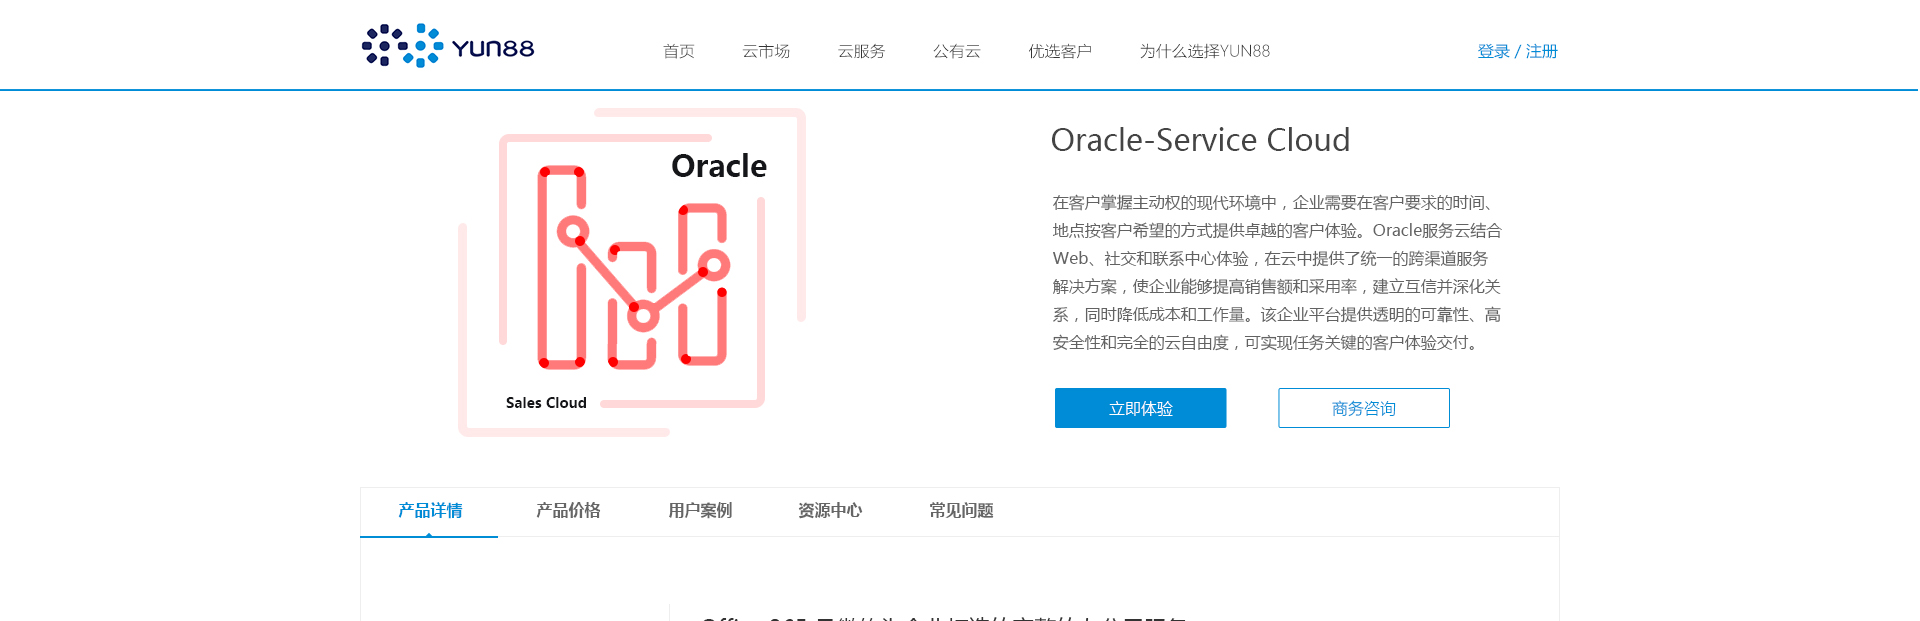 YUN88
首页 云市场 云服务 公有云 优选客户 为什么选择YUN88 登录 / 注册
Oracle
Sales Cloud
Oracle-Service Cloud
在客户掌握主动权的现代环境中，企业需要在客户要求的时间、
地点按客户希望的方式提供卓越的客户体验。Oracle服务云结合
Web、社交和联系中心体验，在云中提供了统一的跨渠道服务
解决方案，使企业能够提高销售额和采用率，建立互信并深化关
系，同时降低成本和工作量。该企业平台提供透明的可靠性、高
安全性和完全的云自由度，可实现任务关键的客户体验交付。
立即体验 商务咨询
产品详情 产品价格 用户案例 资源中心 常见问题